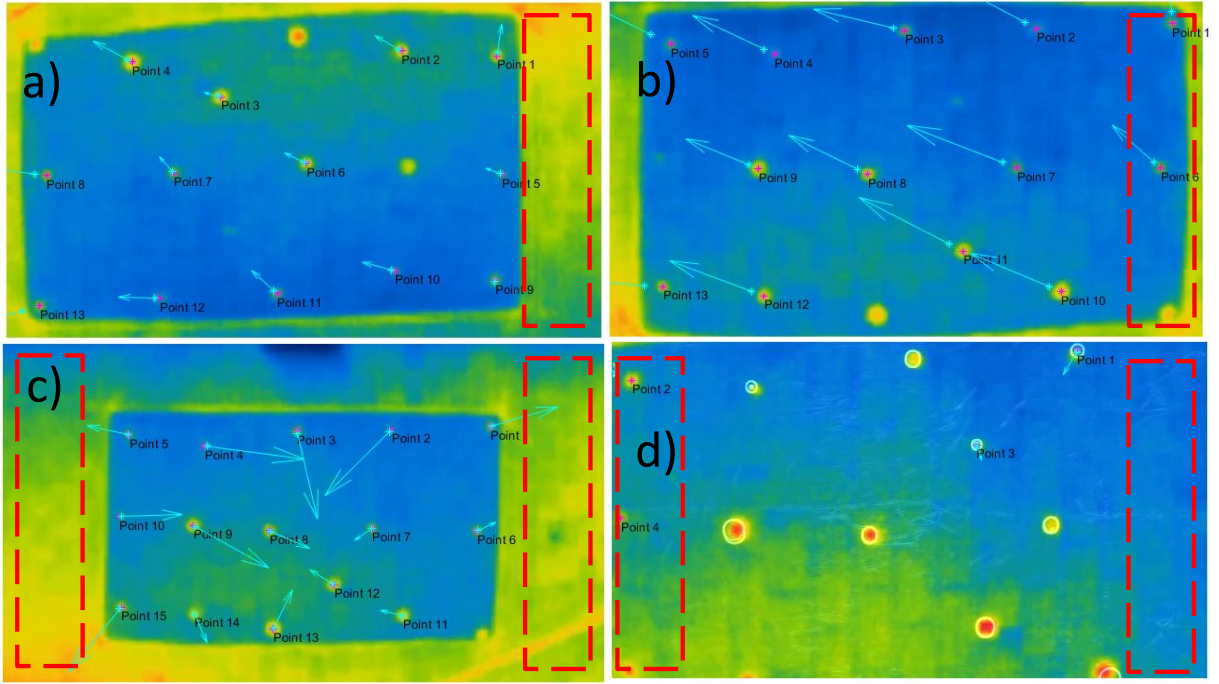 a)
Point 1
Point 2
Point 3
Point 4
Point 5
Point 6
Point 7
Point 8
Point 9
Point 10
Point 11
Point 12
Point 13
b)
Point 1
Point 2
Point 3
Point 4
Point 5
Point 6
Point 7
Point 8
Point 9
Point 10
Point 11
Point 12
Point 13
c)
Point
Point 2
Point 3
Point 4
Point 5
Point 6
Point 7
Point 8
Point 9
Point 10
Point 11
Point 12
Point 13
Point 14
Point 15
d)
Point 1
Point 2
Point 3
Point 4